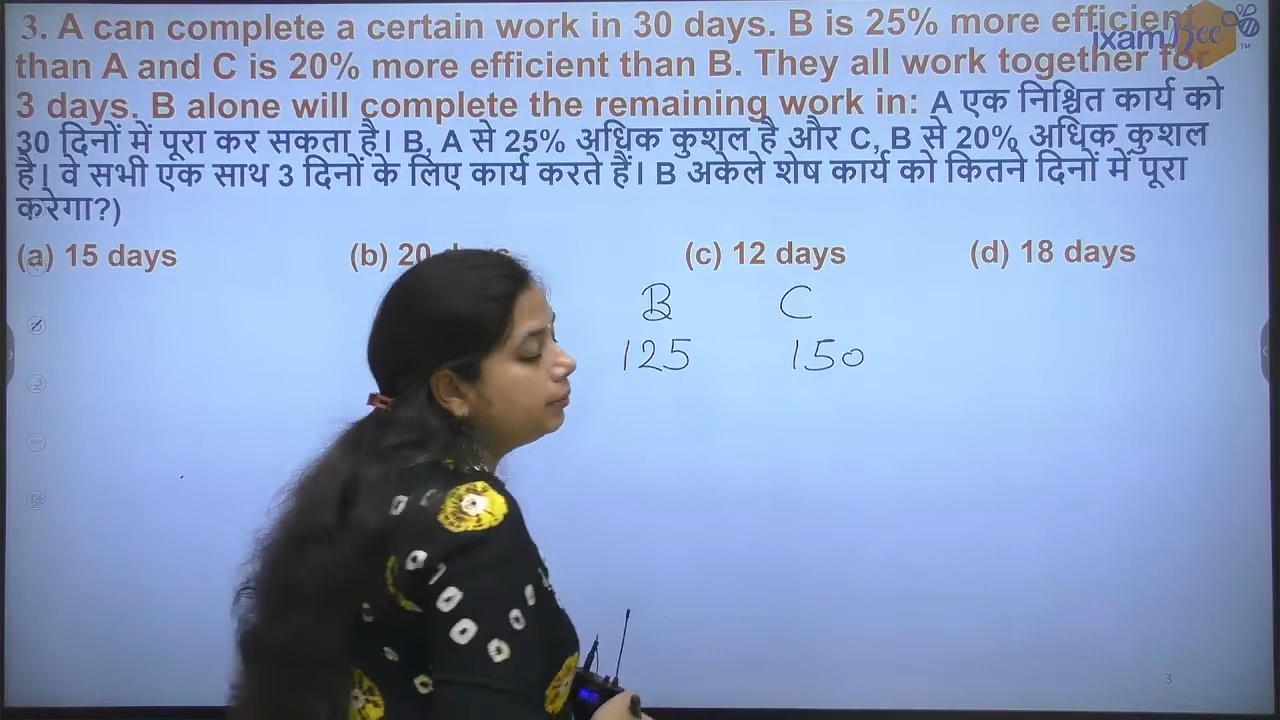 3. A can complete a certain work in 30 days. B is 25% more efficient
than A and C is 20% more efficient than B. They all work together for
3 days. B alone will complete the remaining work in: A एक निश्चित कार्य को
30 दिनों में पूरा कर सकता है। B, A से 25% अधिक कुशल है और C, B से 20% अधिक कुशल
है। वे सभी एक साथ 3 दिनों के लिए कार्य करते हैं। B अकेले शेष कार्य को कितने दिनों में पूरा
करेगा?)
(a) 15 days (b) 20 (c) 12 days (d) 18 days
B C
125 150
ixamBee TM
3